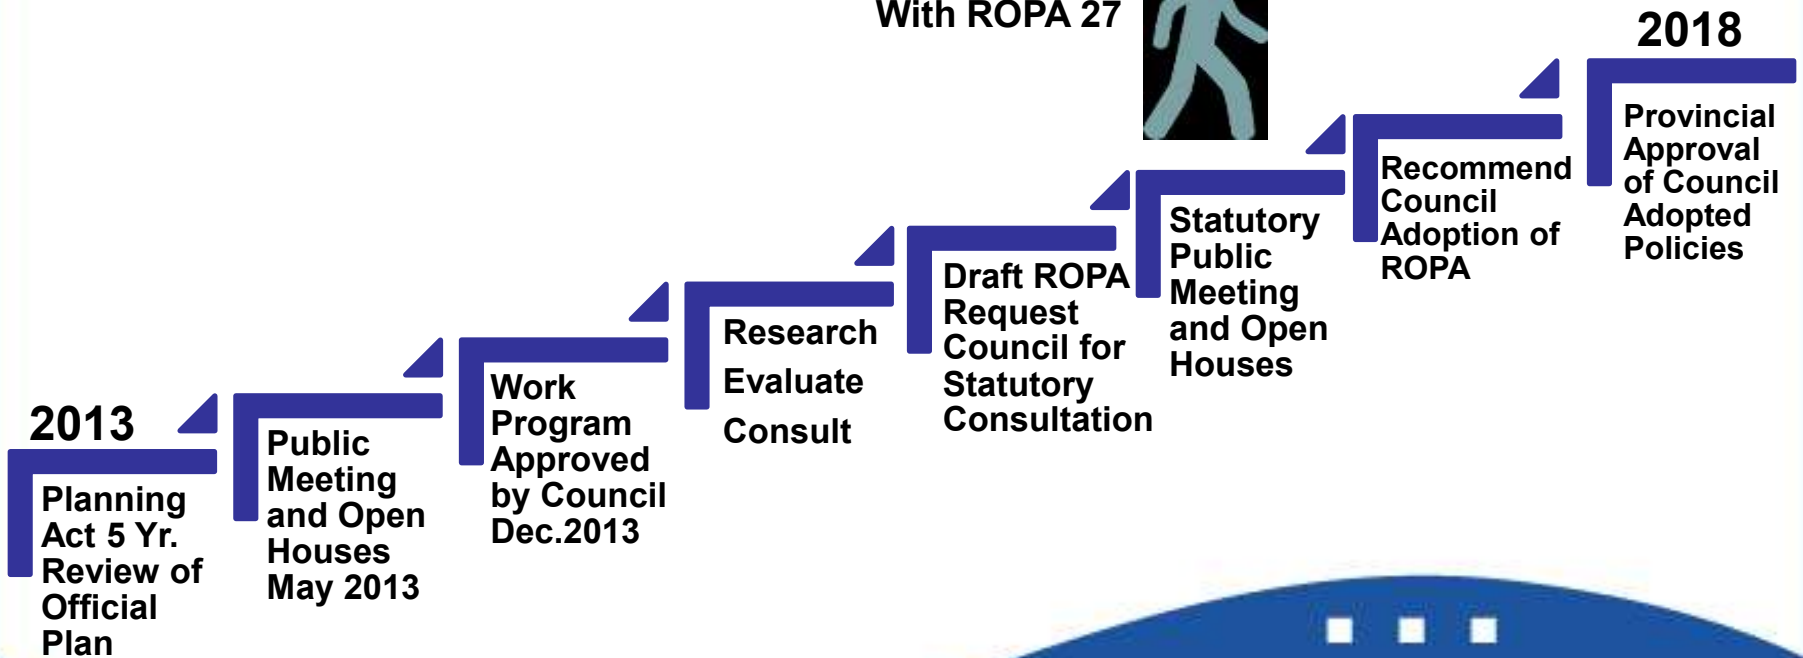 With ROPA 27
2013
Planning
Act 5 Yr.
Review of
Official
Plan
Public
Meeting
and Open
Houses
May 2013
Work
Program
Approved
by Council
Dec.2013
Research
Evaluate
Consult
Draft ROPA
Request
Council for
Statutory
Consultation
Statutory
Public
Meeting
and Open
Houses
Recommend
Council
Adoption of
ROPA
2018
Provincial
Approval
of Council
Adopted
Policies